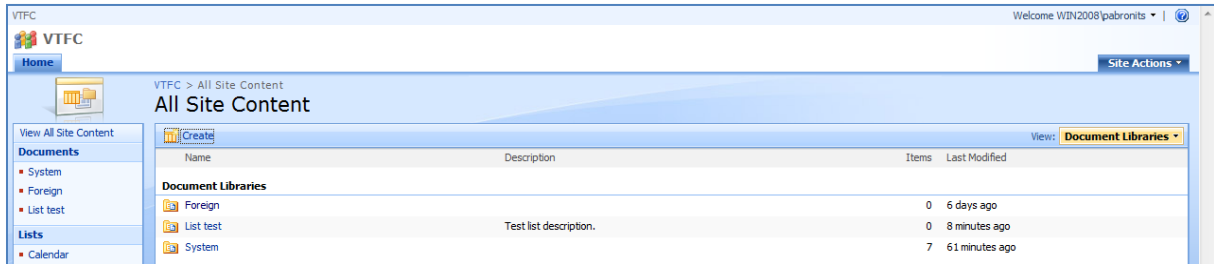 VTFC Welcome WIN2008\pabronits |
VTFC
Home Site Actions
VTFC > All Site Content
All Site Content
View All Site Content
Documents
System
Foreign
List test
Lists
Calendar
Create View: Document Libraries
Name Description Items Last Modified
Document Libraries
Foreign 0 6 days ago
List test Test list description. 0 8 minutes ago
System 7 61 minutes ago